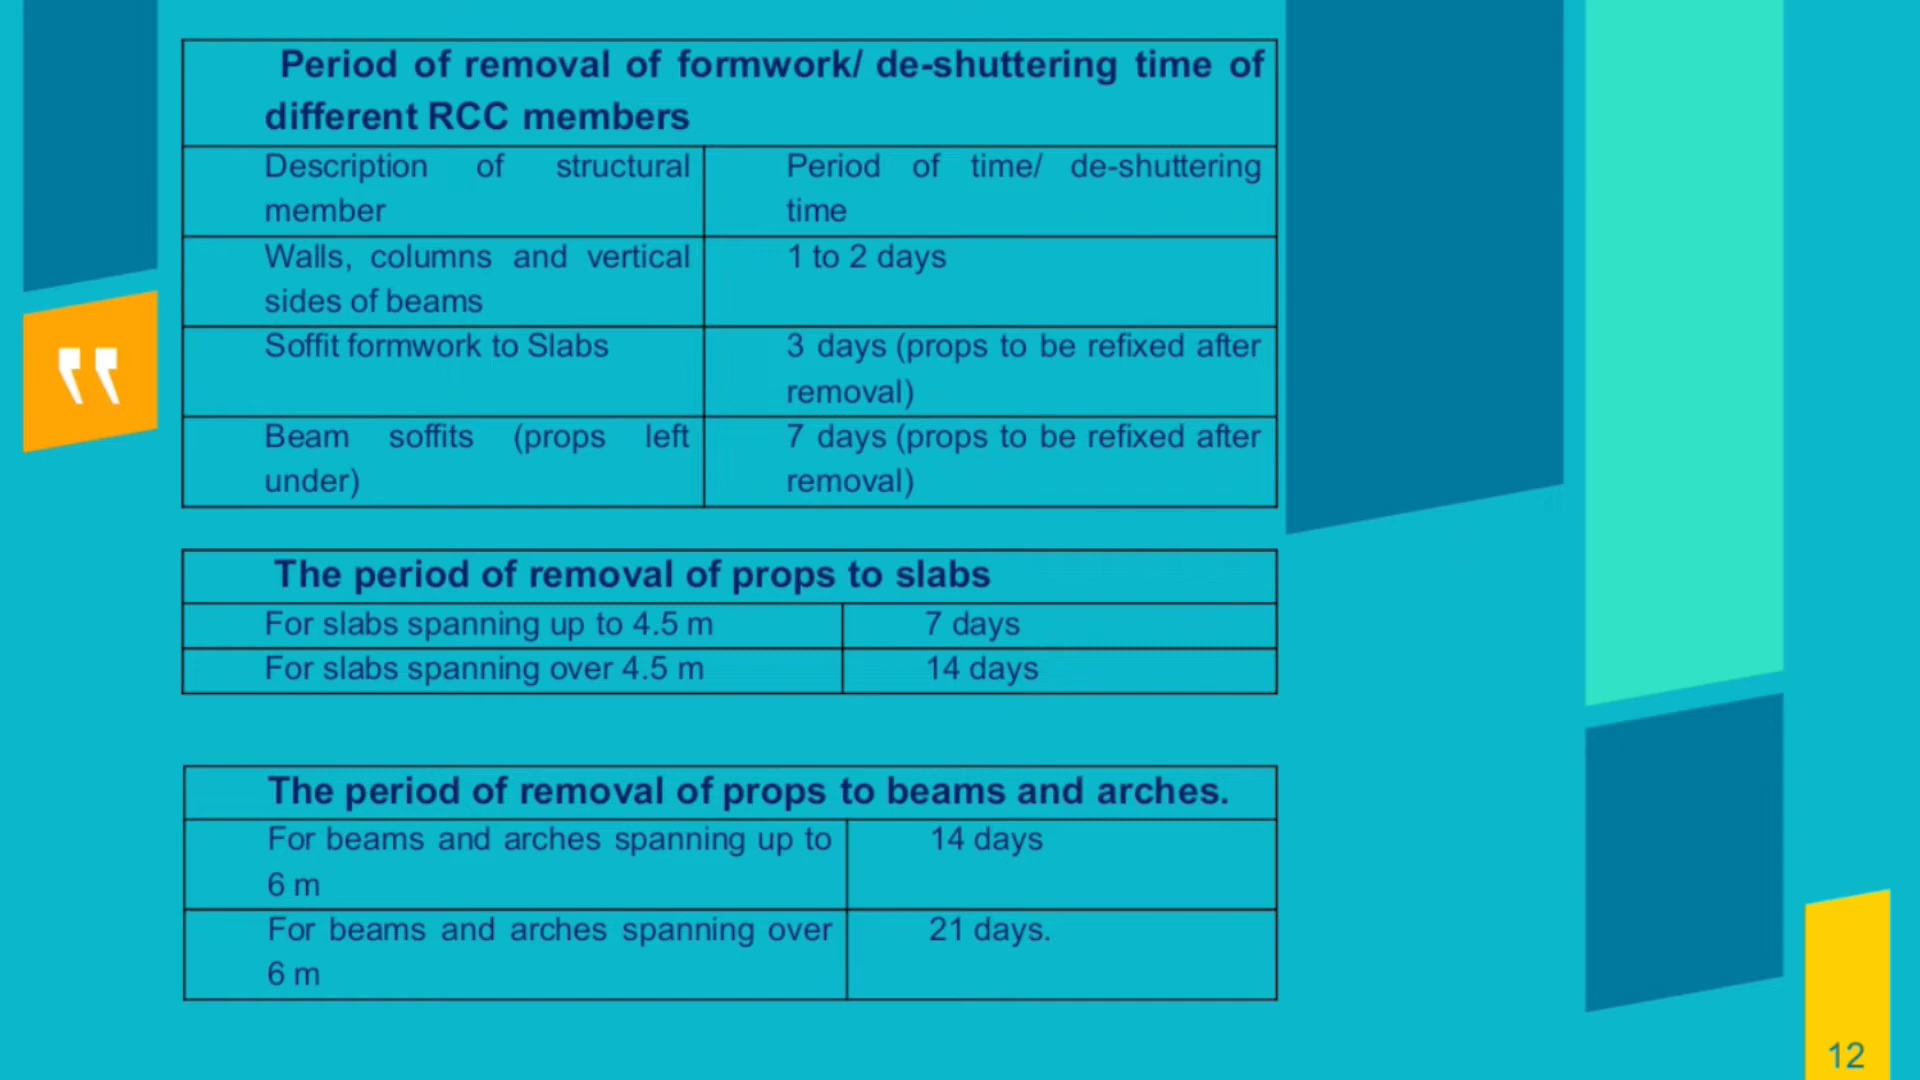 Period of removal of formwork/ de-shuttering time of
different RCC members
Description of structural
member
Period of time/ de-shuttering
time
Walls, columns and vertical
sides of beams
1 to 2 days
Soffit formwork to Slabs
3 days (props to be refixed after
removal)
Beam soffits (props left
under)
7 days (props to be refixed after
removal)
The period of removal of props to slabs
For slabs spanning up to 4.5 m
7 days
For slabs spanning over 4.5 m
14 days
The period of removal of props to beams and arches.
For beams and arches spanning up to
6 m
14 days
For beams and arches spanning over
6 m
21 days.
12